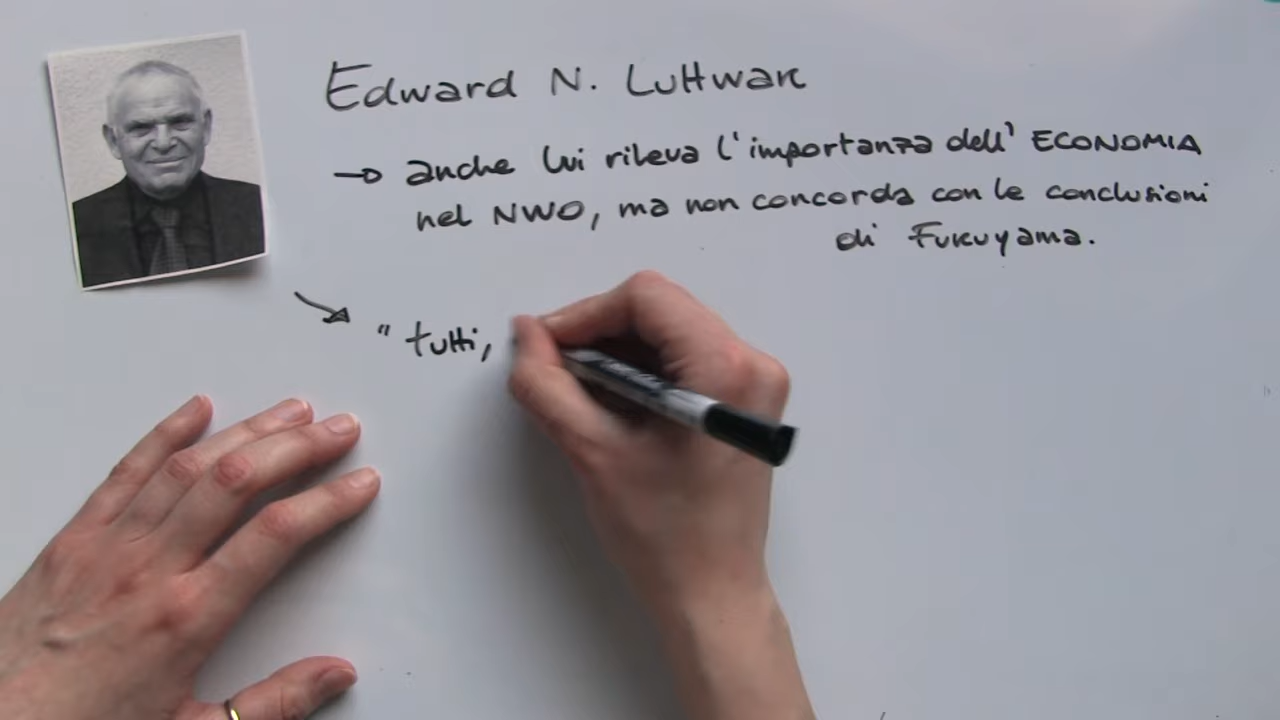 Edward N. Luttwak
→ anche lui rileva l'importanza dell'ECONOMIA
nel NWO, ma non concorda con le conclusioni
di Fukuyama.
" tutti,